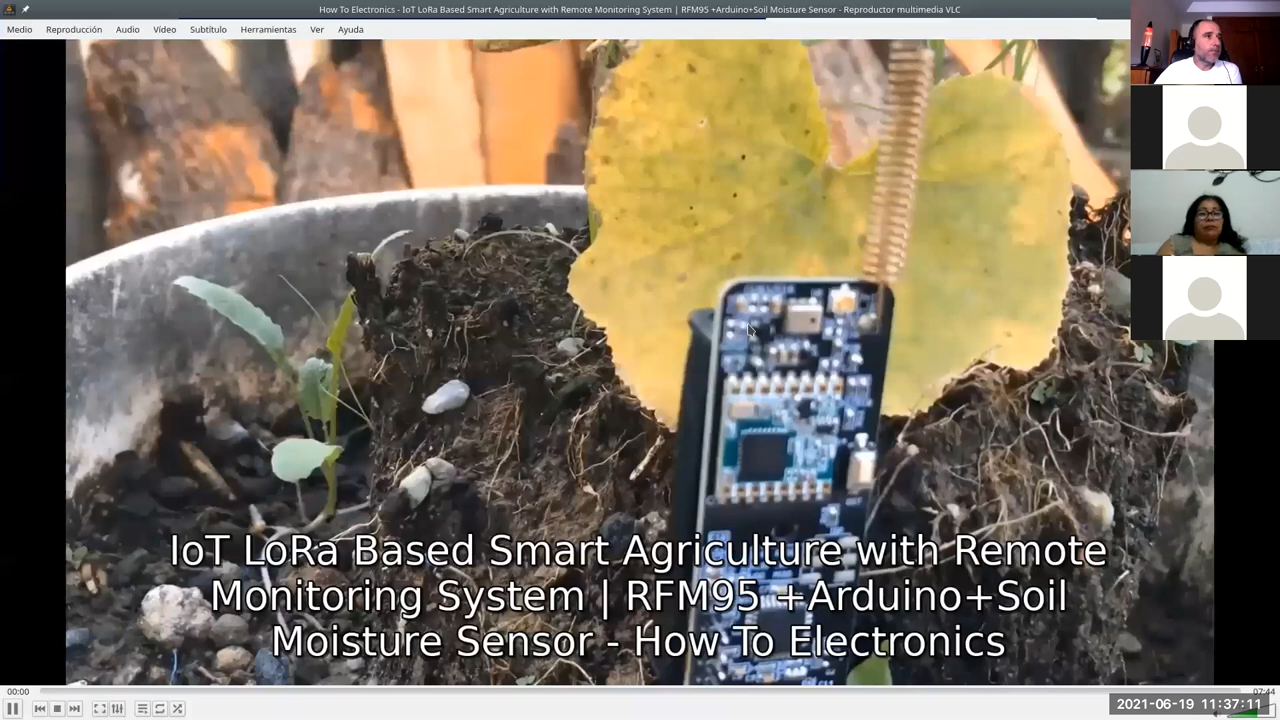 How To Electronics - IoT LoRa Based Smart Agriculture with Remote Monitoring System | RFM95 +Arduino+Soil Moisture Sensor - Reproductor multimedia VLC
Medio Reproducción Audio Vídeo Subtítulo Herramientas Ver Ayuda
IoT LoRa Based Smart Agriculture with Remote
Monitoring System | RFM95 +Arduino+Soil
Moisture Sensor - How To Electronics
00:00 07:44
2021-06-19 11:37:11